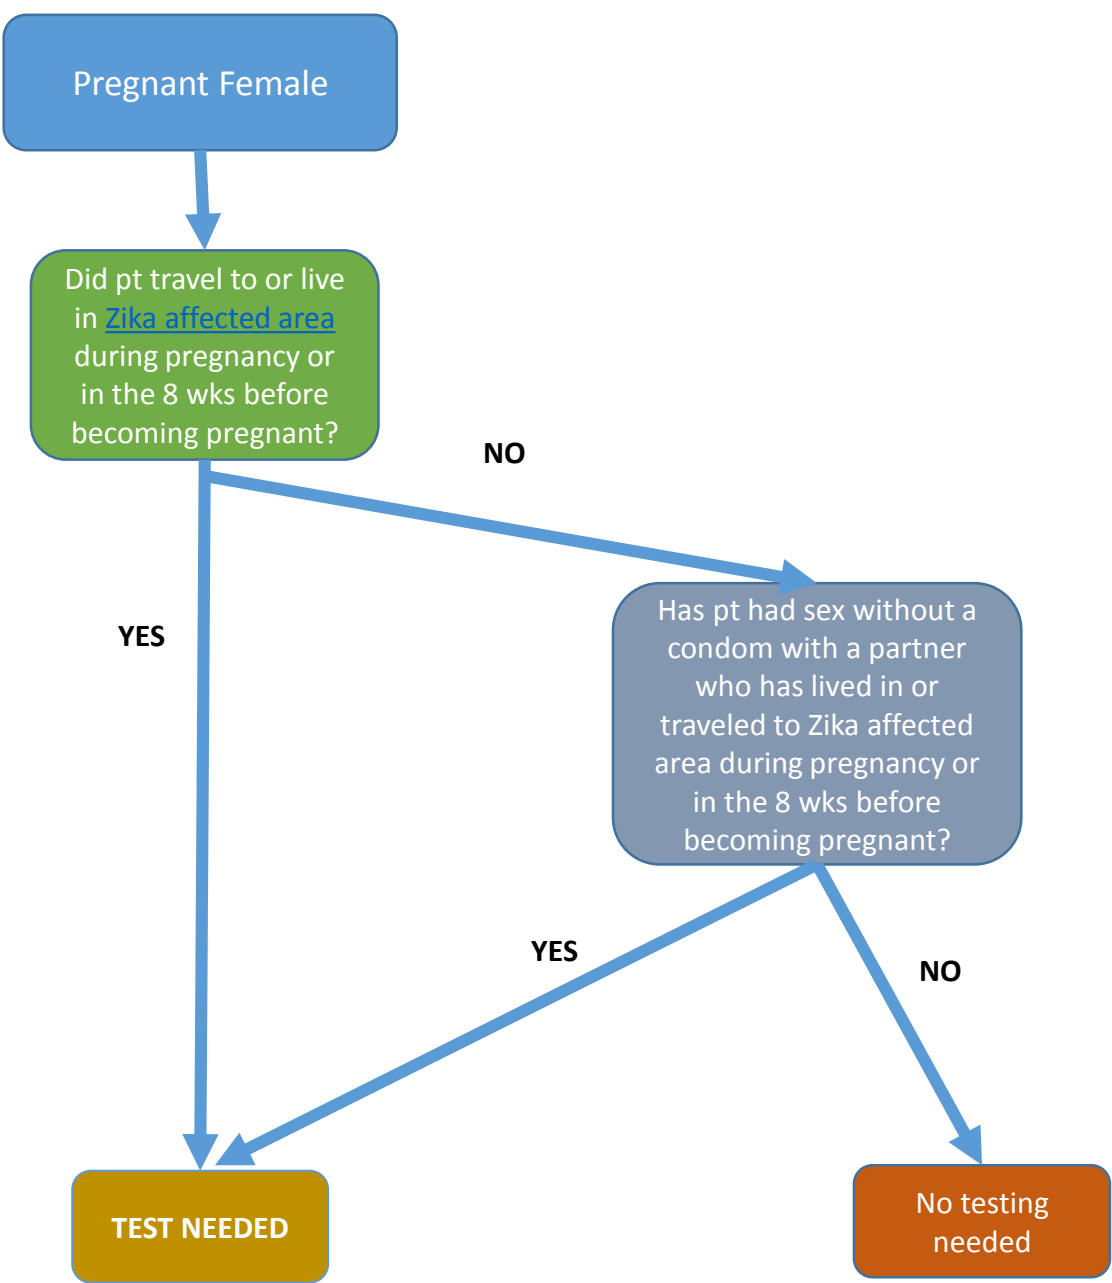 Pregnant Female
Did pt travel to or live
in Zika affected area
during pregnancy or
in the 8 wks before
becoming pregnant?
NO
YES
Has pt had sex without a
condom with a partner
who has lived in or
traveled to Zika affected
area during pregnancy or
in the 8 wks before
becoming pregnant?
YES
NO
TEST NEEDED
No testing
needed